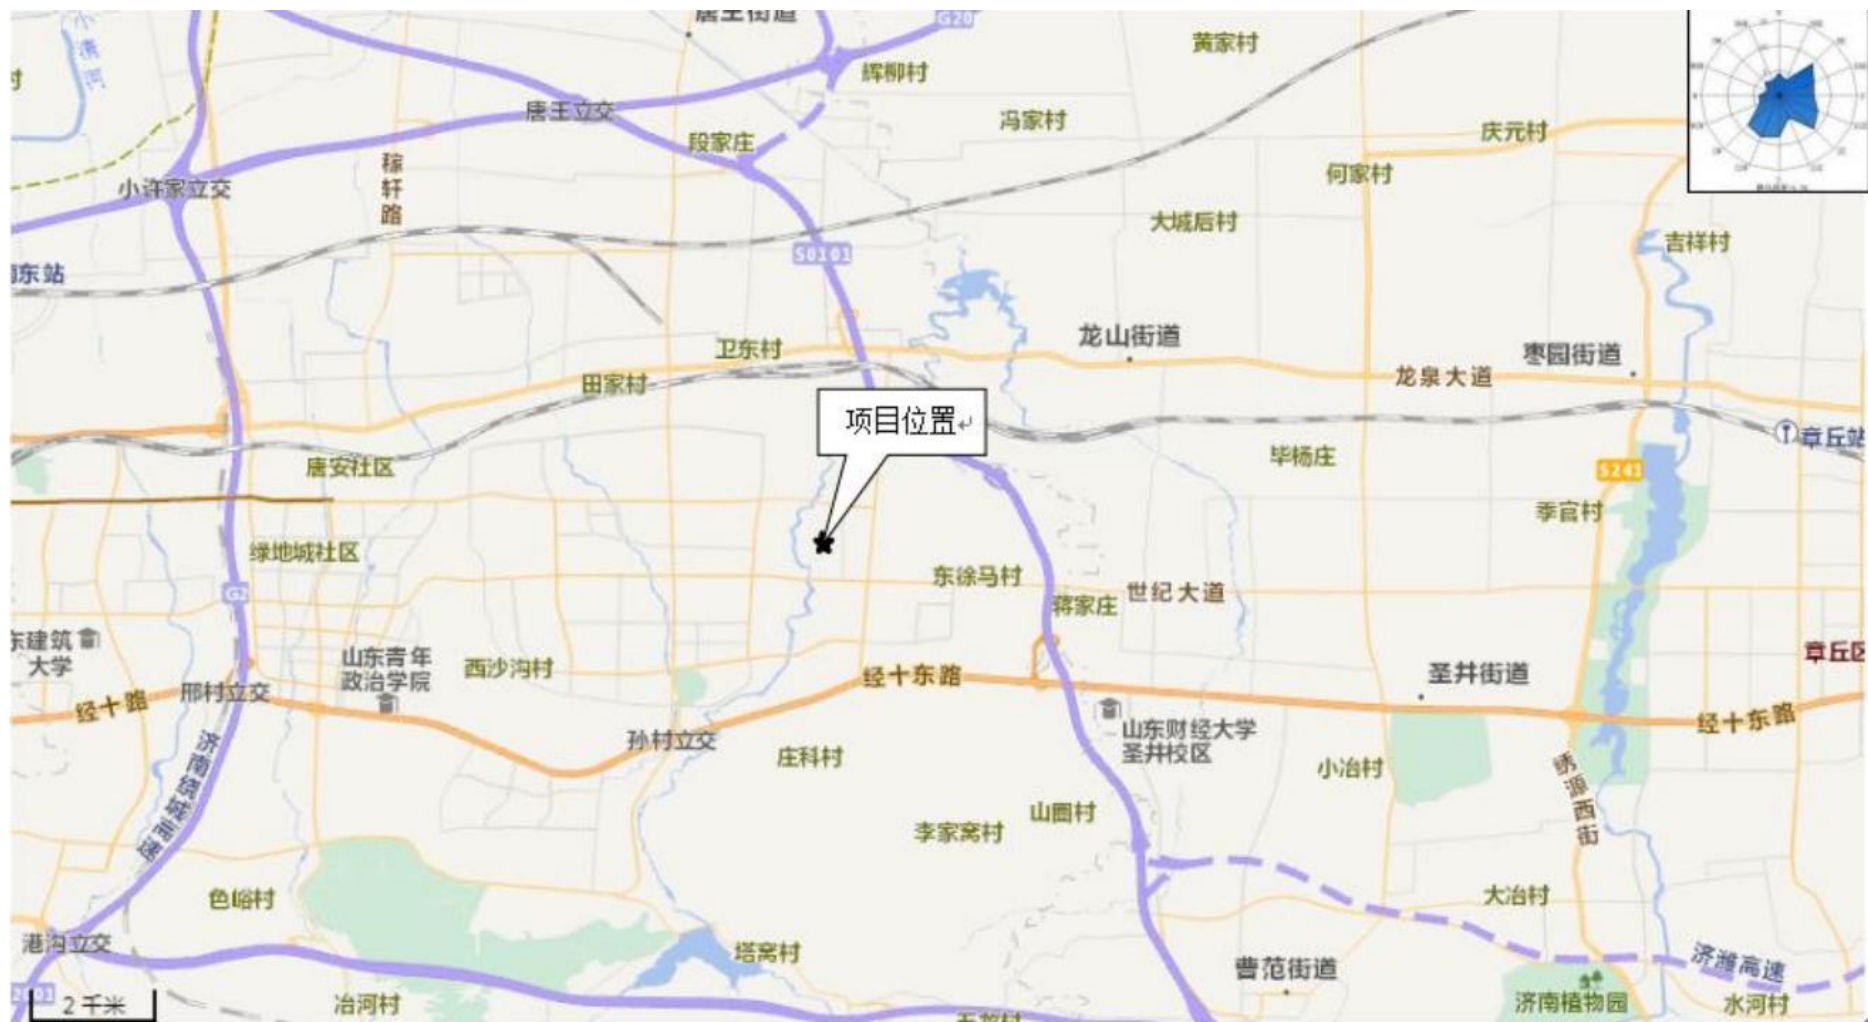 小漠河
唐王街道
G20
黄家村
村
辉柳村
唐王立交
冯家村
庆元村
段家庄
稼轩路
何家村
小许家立交
大城后村
吉祥村
S0101
东站
龙山街道
卫东村
枣园街道
田家村
龙泉大道
项目位置
章丘站
唐安社区
毕杨庄
S241
季官村
绿地城社区
东徐马村
世纪大道
蒋家庄
G2
东建筑
大学
山东青年
政治学院
西沙沟村
章丘区
经十东路
圣井街道
邢村立交
经十路
经十东路
山东财经大学
圣井校区
孙村立交
庄科村
小冶村
济南绕城高速
绣源西街
山圈村
李家窝村
色峪村
大冶村
港沟立交
塔窝村
曹范街道
济潍高速
2001
2 千米
冶河村
济南植物园
水河村